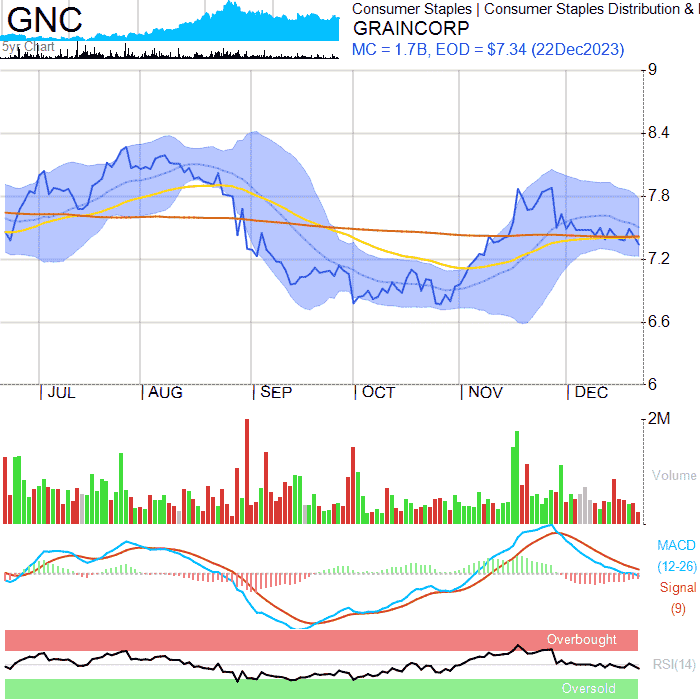 GNC
5yr Chart
Consumer Staples | Consumer Staples Distribution &
GRAINCORP
MC = 1.7B, EOD = $7.34 (22Dec2023)
9
8.4
7.8
7.2
6.6
6
JUL
AUG
SEP
OCT
NOV
DEC
2M
Volume
MACD
(12-26)
Signal
(9)
Overbought
RSI(14)
Oversold